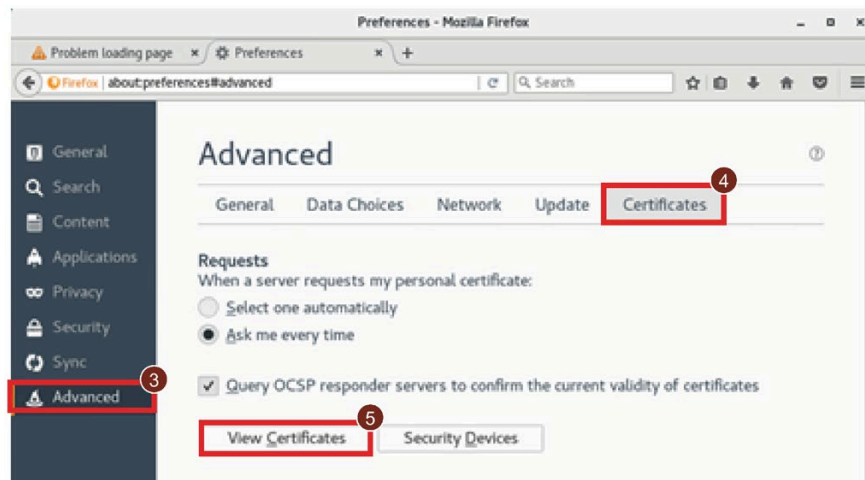 Preferences - Mozilla Firefox
Problem loading page
Preferences
Firefox about:preferences#advanced
Search
General
Search
Content
Applications
Privacy
Security
Sync
3
Advanced
Advanced
4
General Data Choices Network Update Certificates
Requests
When a server requests my personal certificate:
Select one automatically
Ask me every time
Query OCSP responder servers to confirm the current validity of certificates
5
View Certificates Security Devices